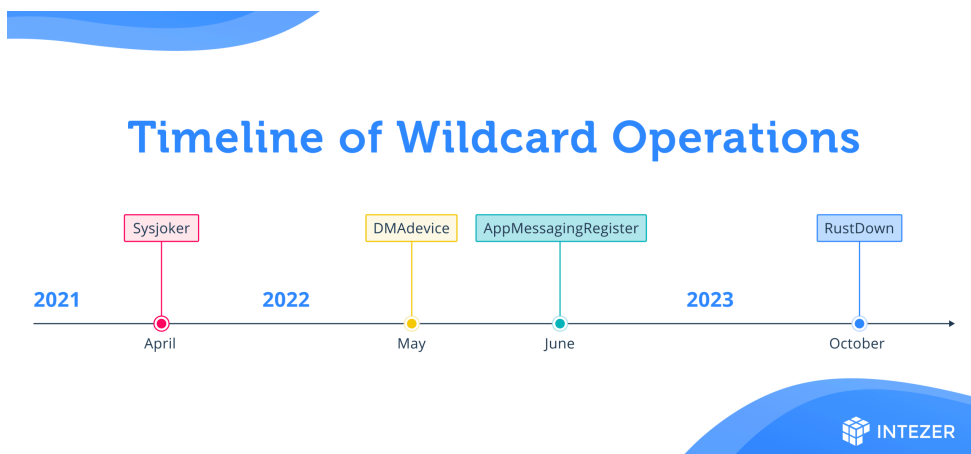 Timeline of Wildcard Operations
Sysjoker
DMAdevice
AppMessagingRegister
RustDown
2021
2022
2023
April
May
June
October
INTEZER